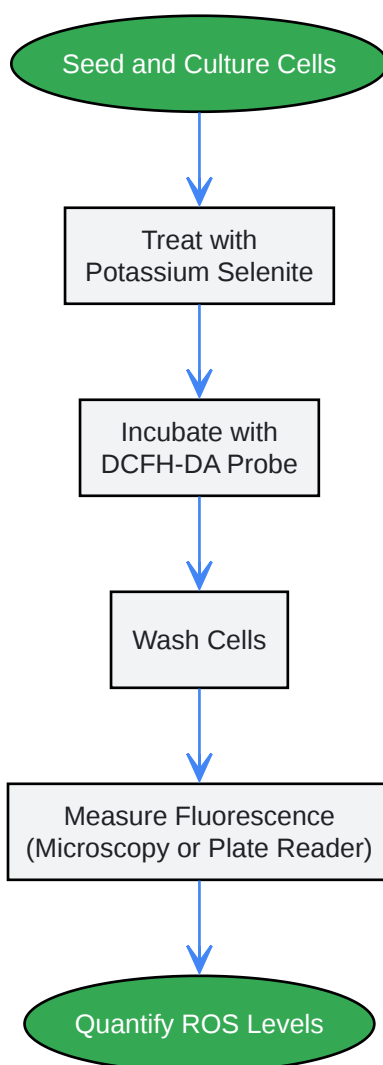 Seed and Culture Cells
Treat with
Potassium Selenite
Incubate with
DCFH-DA Probe
Wash Cells
Measure Fluorescence
(Microscopy or Plate Reader)
Quantify ROS Levels